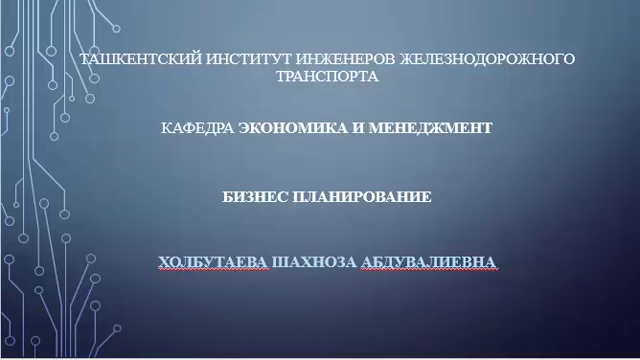 ТАШКЕНТСКИЙ ИНСТИТУТ ИНЖЕНЕРОВ ЖЕЛЕЗНОДОРОЖНОГО
ТРАНСПОРТА
КАФЕДРА ЭКОНОМИКА И МЕНЕДЖМЕНТ
БИЗНЕС ПЛАНИРОВАНИЕ
ХОЛБУТАЕВА ШАХНОЗА АБДУВАЛИЕВНА